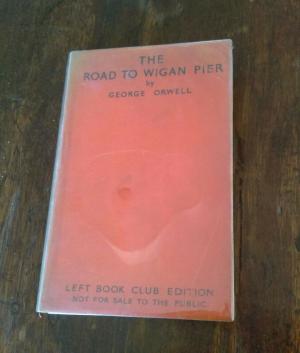 THE
ROAD TO WIGAN PIER
by
GEORGE ORWELL
LEFT BOOK CLUB EDITION
NOT FOR SALE TO THE PUBLIC